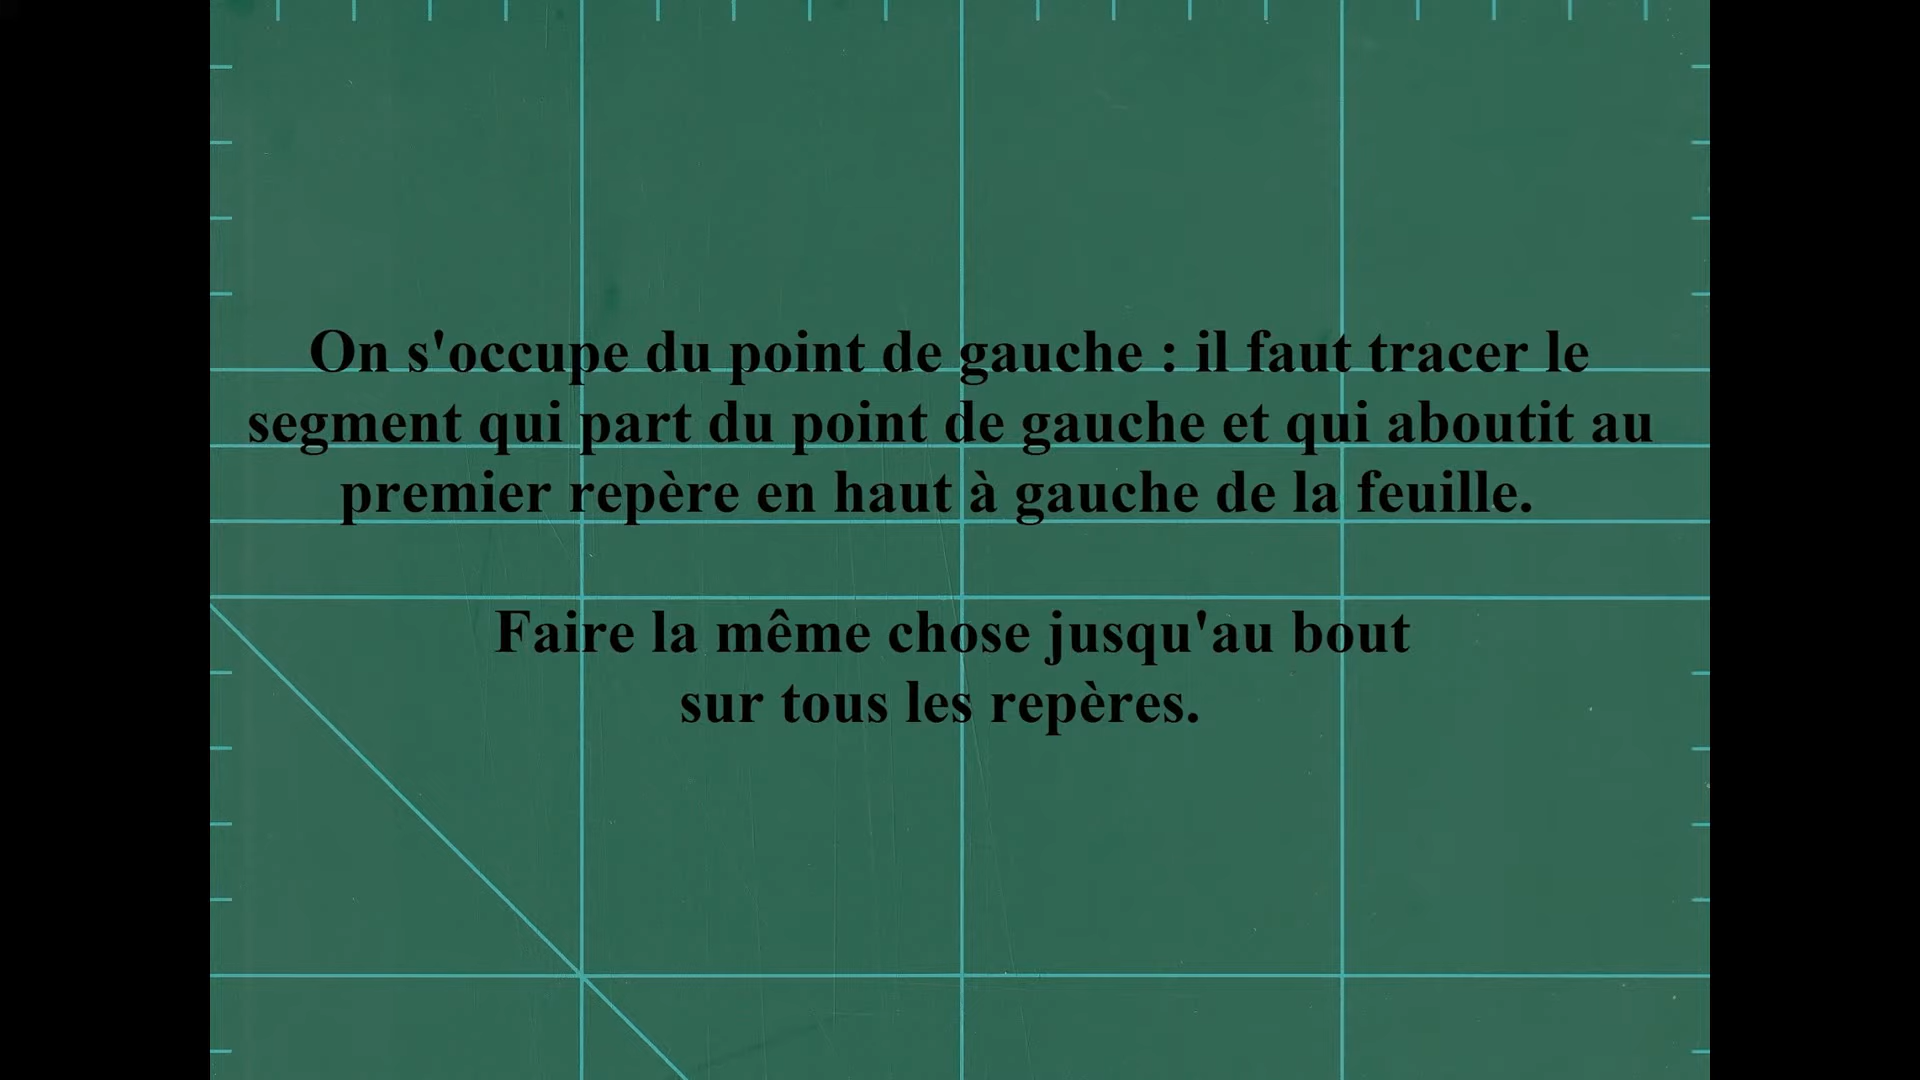 On s'occupe du point de gauche : il faut tracer le
segment qui part du point de gauche et qui aboutit au
premier repère en haut à gauche de la feuille.
Faire la même chose jusqu'au bout
sur tous les repères.